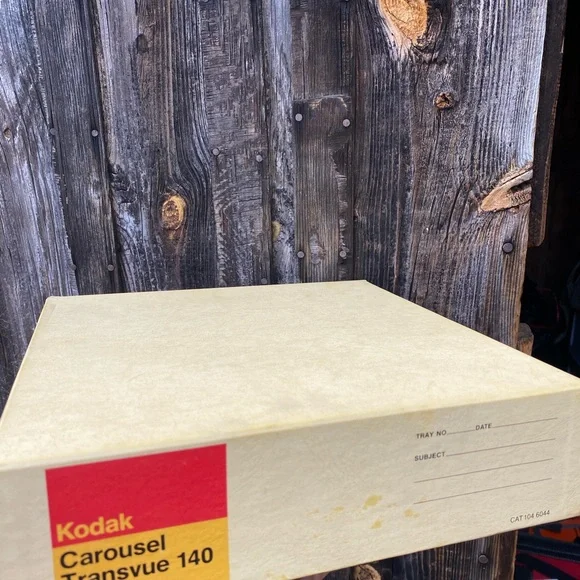 Kodak
Carousel
Transvue 140
TRAY NO. DATE
SUBJECT
CAT 104 6044